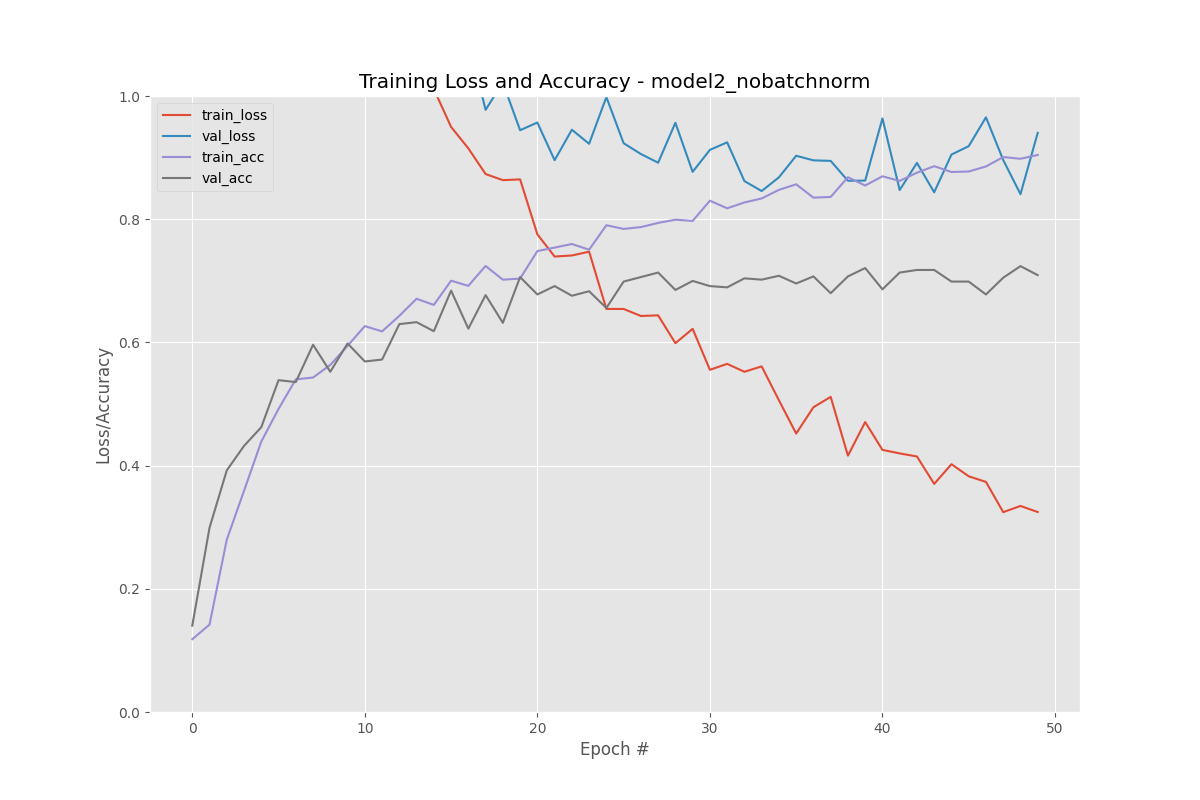 Training Loss and Accuracy - model2_nobatchnorm
train_loss
val_loss
train_acc
val_acc
Loss/Accuracy
1.0
0.8
0.6
0.4
0.2
0.0
0 10 20 30 40 50
Epoch #